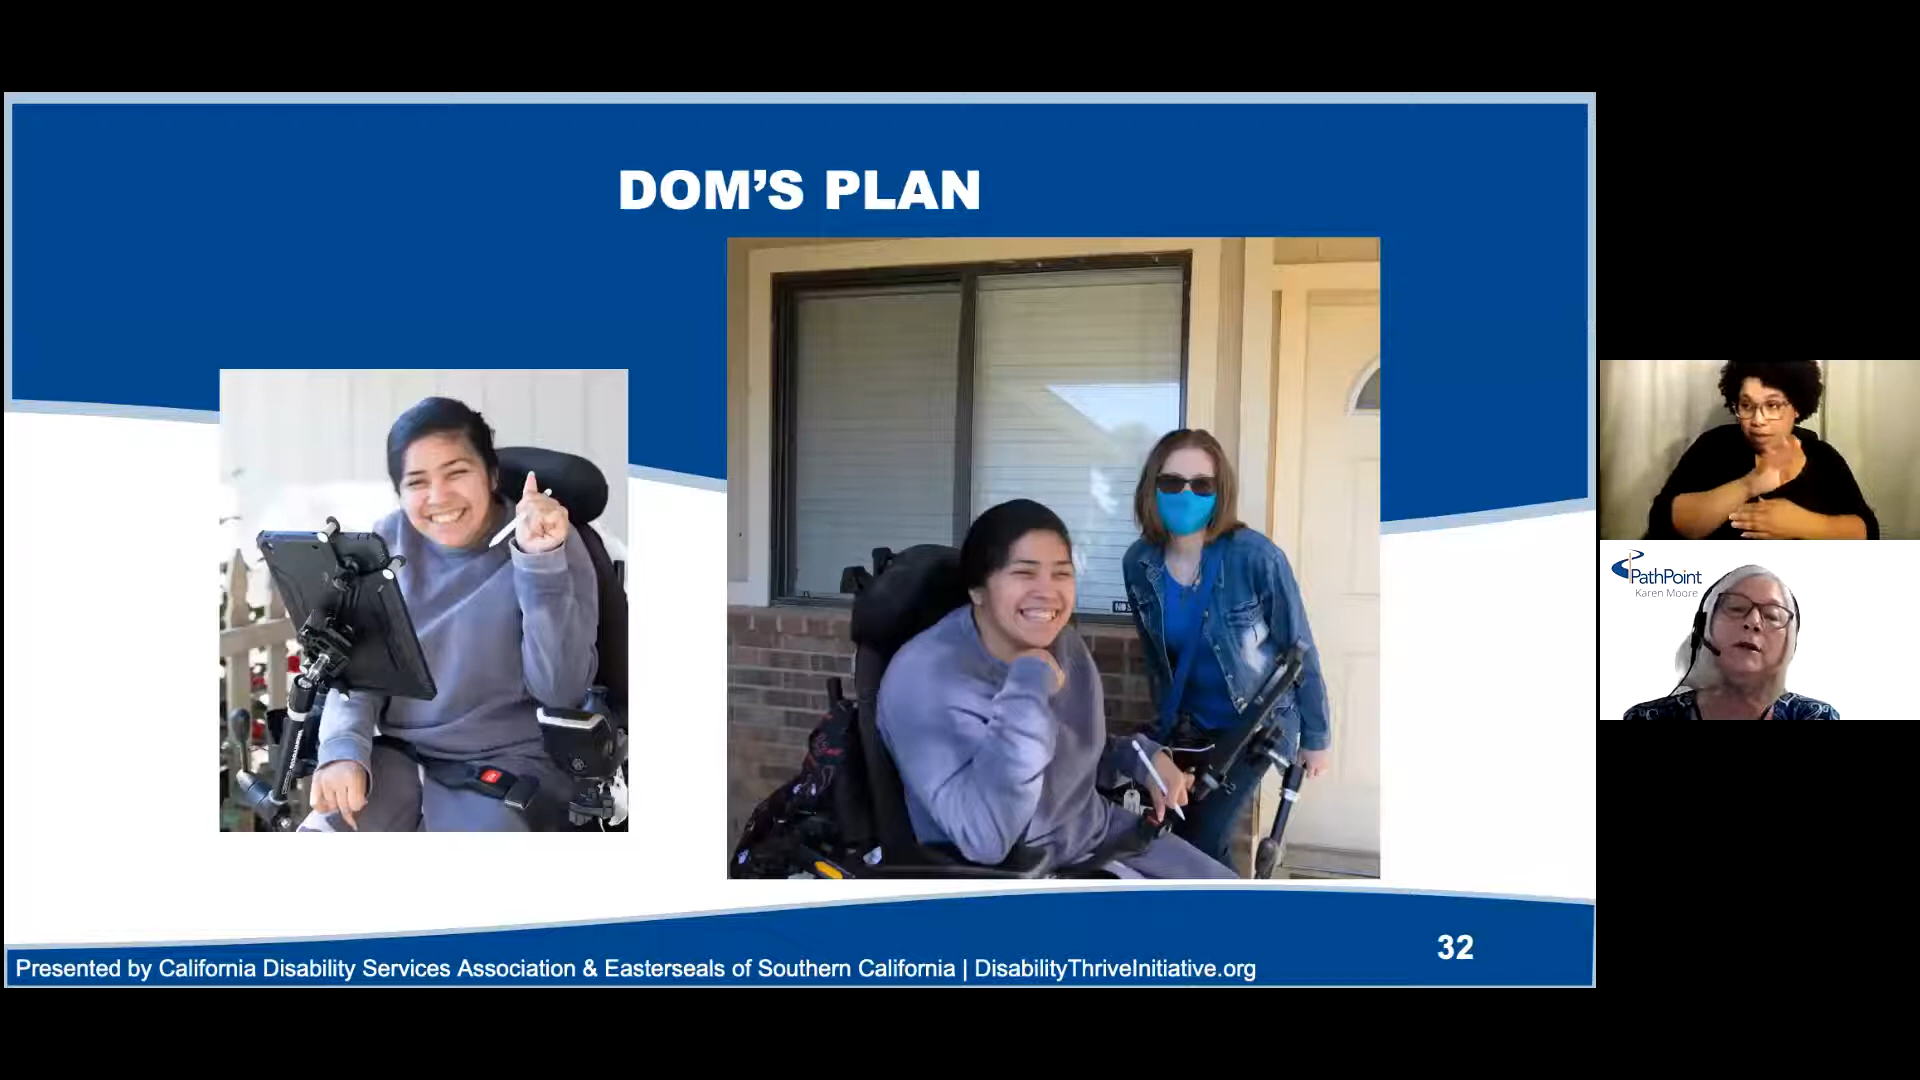 DOM’S PLAN
PathPoint
Karen Moore
32
Presented by California Disability Services Association & Easterseals of Southern California | DisabilityThriveInitiative.org